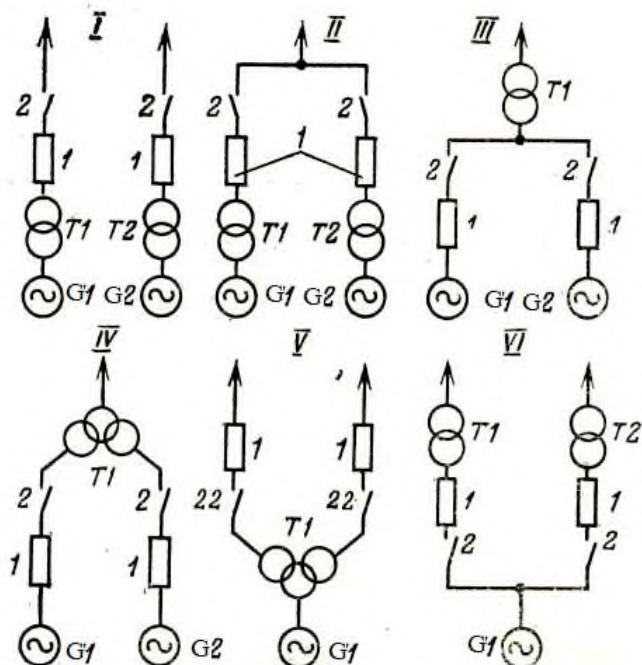 I II III
2 2 2 2 T1
1 1 1 2 2
T1 T2 T1 T2 1 1
G1 G2 G1 G2 G1 G2
IV V VI
T1 T2
1 1
T1 1 1
2 2 22 T1 22 2 2
1 1
G1 G2 G1 G1